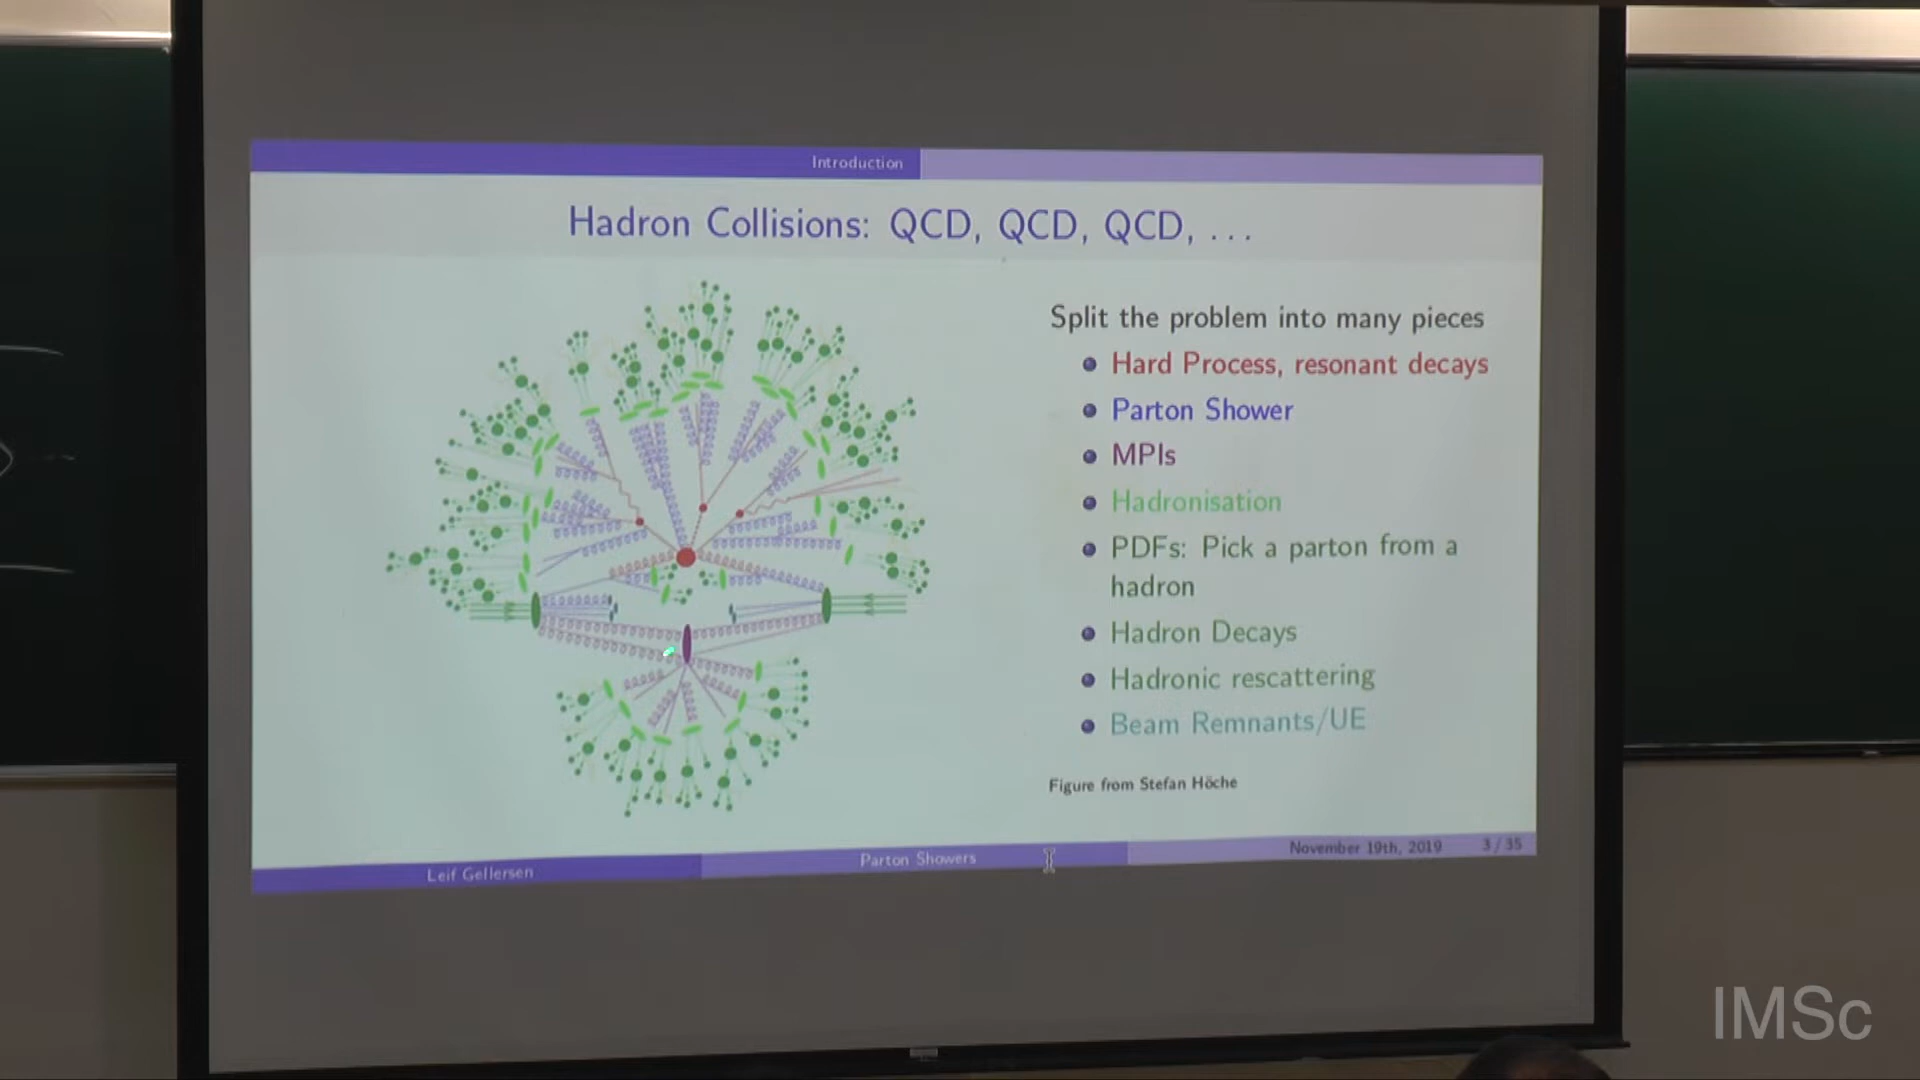 Introduction
Hadron Collisions: QCD, QCD, QCD, ...
Split the problem into many pieces
Hard Process, resonant decays
Parton Shower
MPIs
Hadronisation
PDFs: Pick a parton from a
hadron
Hadron Decays
Hadronic rescattering
Beam Remnants/UE
Figure from Stefan Höche
Leif Gellersen
Parton Showers
November 19th, 2019
3 / 35
IMSc